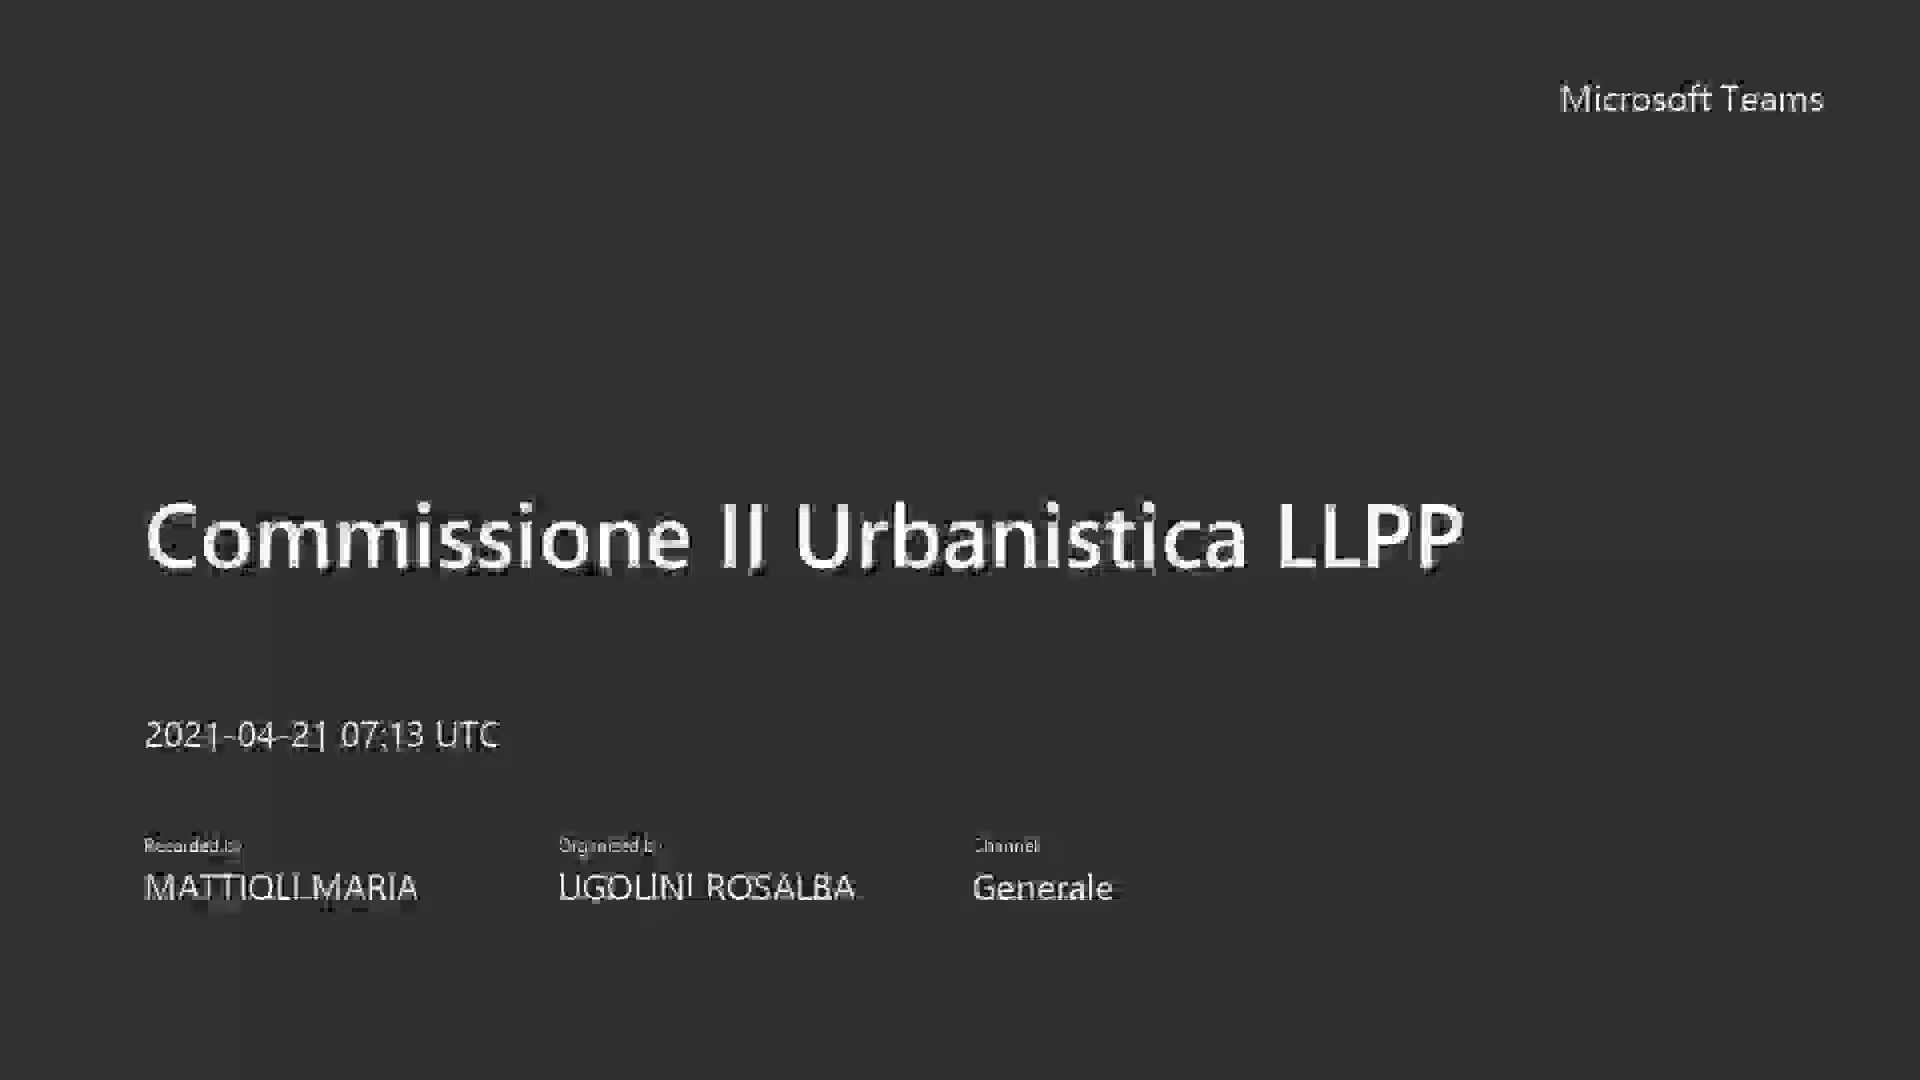 Microsoft Teams
Commissione II Urbanistica LLPP
2021-04-21 07:13 UTC
Recorded by Organized by Channel
MATTIOLI MARIA UGOLINI ROSALBA Generale